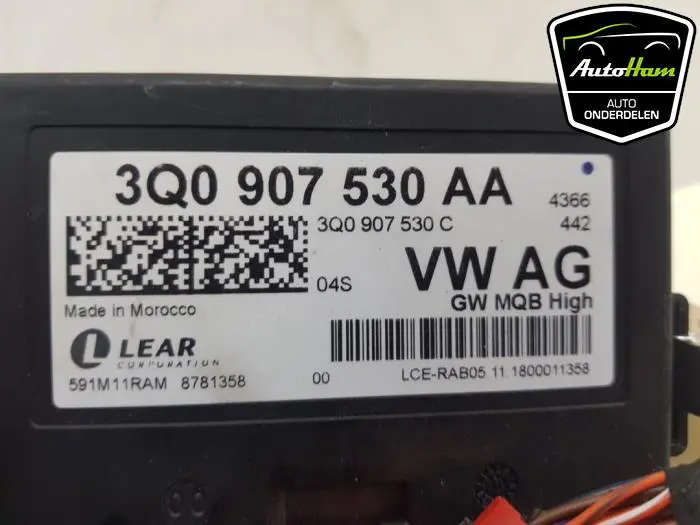 AutoHam
AUTO
ONDERDELEN
3Q0 907 530 AA
4366
3Q0 907 530 C
442
04S
VW AG
GW MQB High
Made in Morocco
LEAR
CORPORATION
591M11RAM 8781358
00
LCE-RAB05 11.1800011358